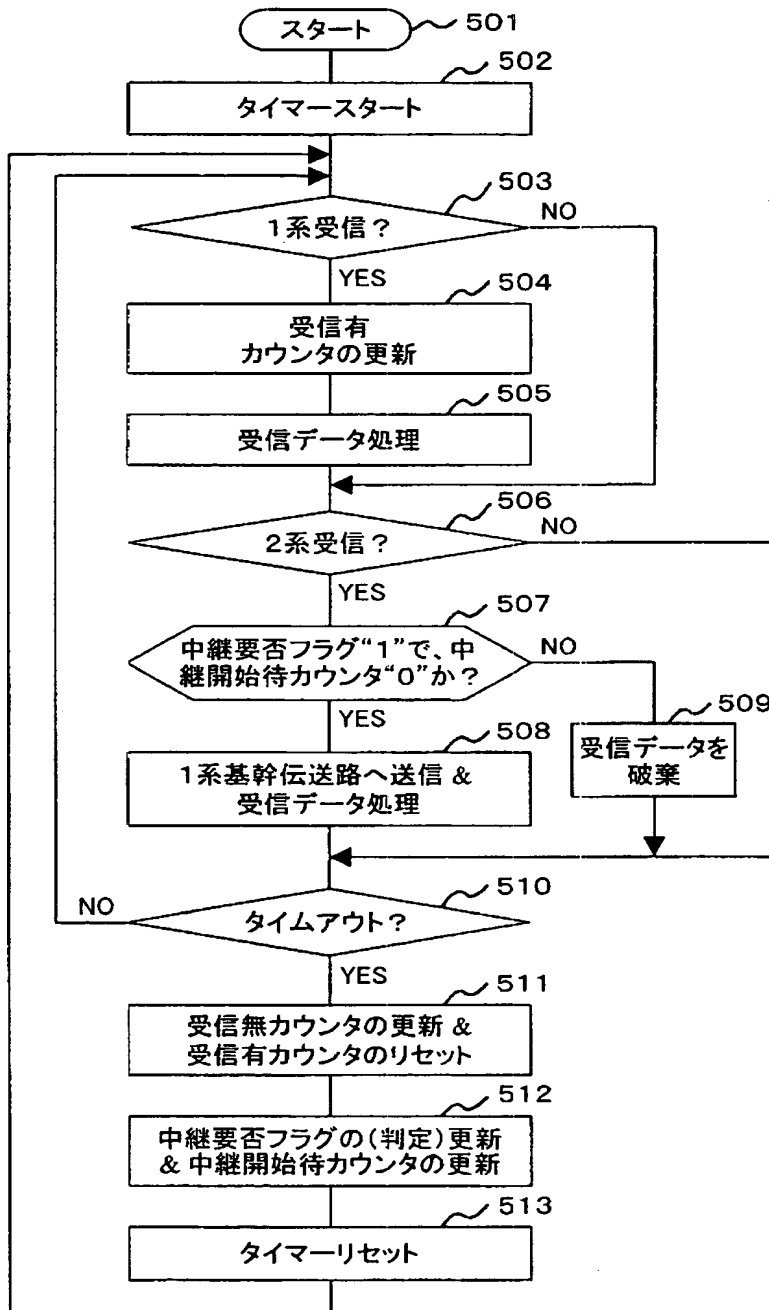 スタート
501
502
タイマースタート
503
1系受信？
NO
YES
504
受信有
カウンタの更新
505
受信データ処理
506
2系受信？
NO
YES
507
中継要否フラグ“1”で、中
継開始待カウンタ“0”か？
NO
YES
508
1系基幹伝送路へ送信 &
受信データ処理
509
受信データを
破棄
510
タイムアウト？
NO
YES
511
受信無カウンタの更新 &
受信有カウンタのリセット
512
中継要否フラグの(判定)更新
& 中継開始待カウンタの更新
513
タイマーリセット